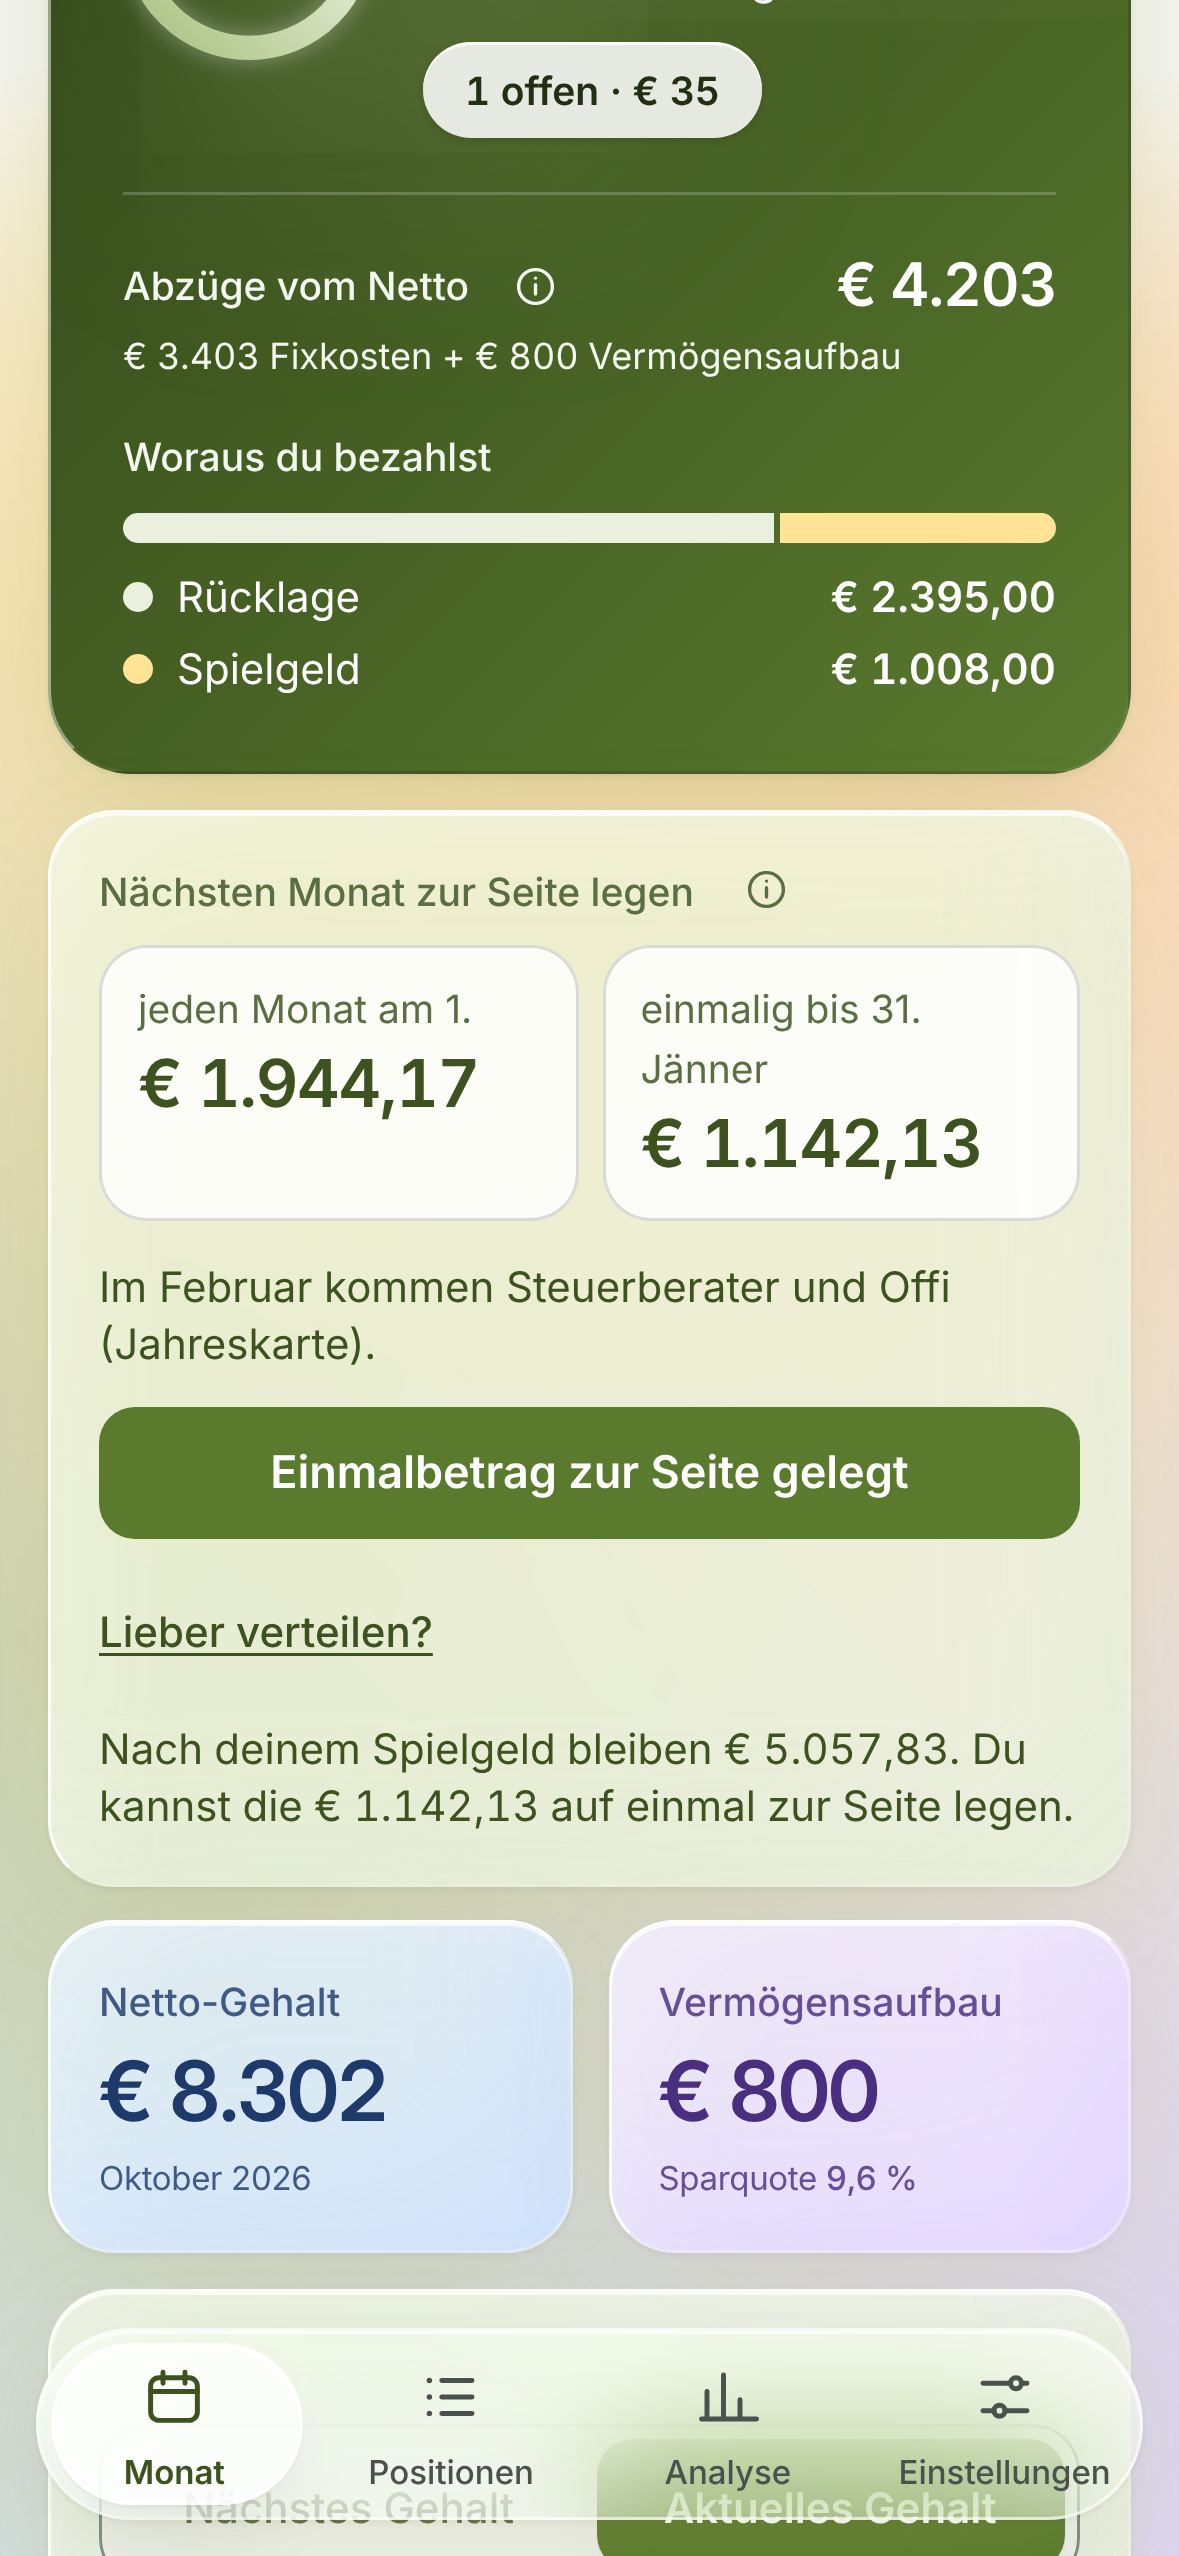 1 offen · € 35
Abzüge vom Netto
€ 4.203
€ 3.403 Fixkosten + € 800 Vermögensaufbau
Woraus du bezahlst
Rücklage
€ 2.395,00
Spielgeld
€ 1.008,00
Nächsten Monat zur Seite legen
jeden Monat am 1.
€ 1.944,17
einmalig bis 31.
Jänner
€ 1.142,13
Im Februar kommen Steuerberater und Offi
(Jahreskarte).
Einmalbetrag zur Seite gelegt
Lieber verteilen?
Nach deinem Spielgeld bleiben € 5.057,83. Du
kannst die € 1.142,13 auf einmal zur Seite legen.
Netto-Gehalt
€ 8.302
Oktober 2026
Vermögensaufbau
€ 800
Sparquote 9,6 %
Monat
Positionen
Analyse
Einstellungen
Nächstes Gehalt
Aktuelles Gehalt